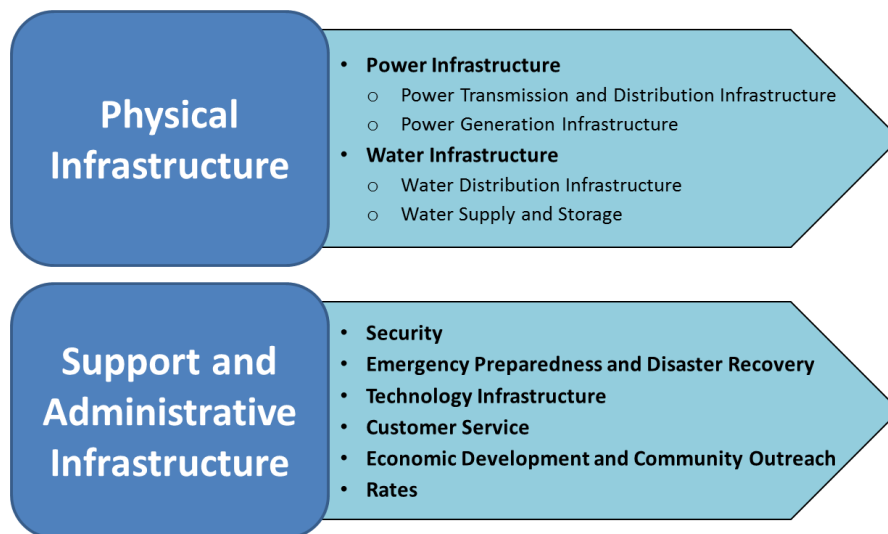 Physical
Infrastructure
• Power Infrastructure
o Power Transmission and Distribution Infrastructure
o Power Generation Infrastructure
• Water Infrastructure
o Water Distribution Infrastructure
o Water Supply and Storage
Support and
Administrative
Infrastructure
• Security
• Emergency Preparedness and Disaster Recovery
• Technology Infrastructure
• Customer Service
• Economic Development and Community Outreach
• Rates